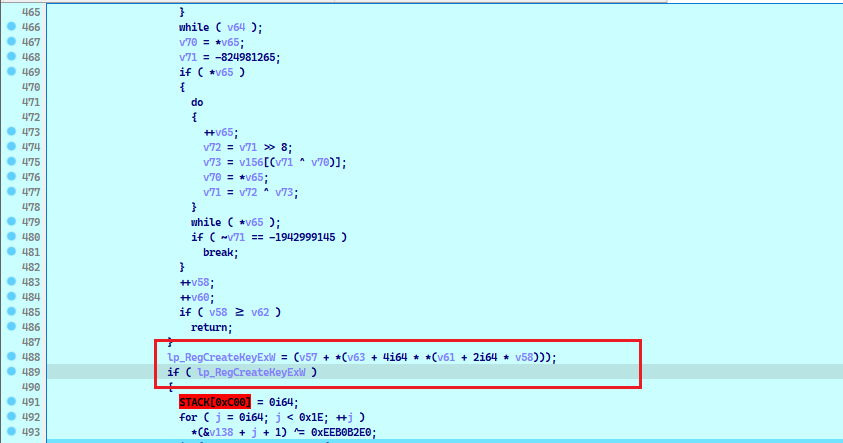 465 }
466 while ( v64 );
467 v70 = *v65;
468 v71 = -824981265;
469 if ( *v65 )
470 {
471 do
472 {
473 ++v65;
474 v72 = v71 >> 8;
475 v73 = v156[(v71 ^ v70)];
476 v70 = *v65;
477 v71 = v72 ^ v73;
478 }
479 while ( *v65 );
480 if ( ~v71 == -1942999145 )
481 break;
482 }
483 ++v58;
484 ++v60;
485 if ( v58 >= v62 )
486 return;
487 }
488 lp_RegCreateKeyExW = (v57 + *(v63 + 4i64 * *(v61 + 2i64 * v58)));
489 if ( lp_RegCreateKeyExW )
490 {
491 STACK[0xC00] = 0i64;
492 for ( j = 0i64; j < 0x1E; ++j )
493 *(&v138 + j + 1) ^= 0xEEB0B2E0;